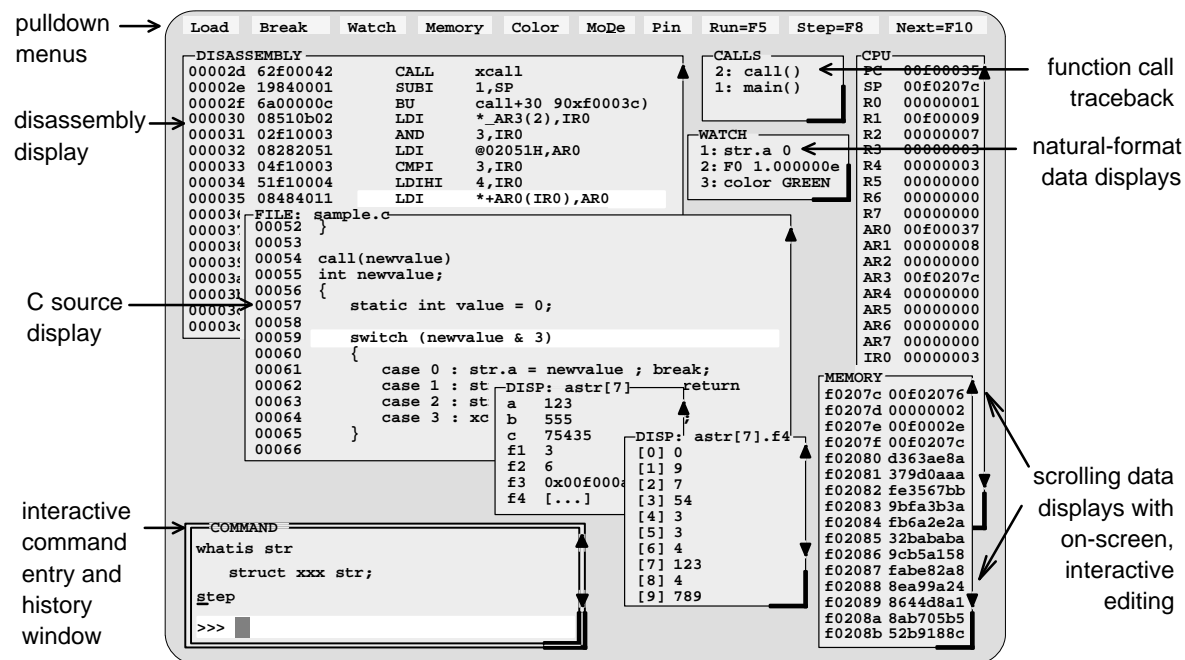 pulldown
menus
Load Break Watch Memory Color MoDe Pin Run=F5 Step=F8 Next=F10
DISASSEMBLY
00002d 62f00042 CALL xcall
00002e 19840001 SUBI 1,SP
00002f 6a00000c BU call+30 90xf0003c)
000030 08510b02 LDI *_AR3(2),IR0
000031 02f10003 AND 3,IR0
000032 08282051 LDI @02051H,AR0
000033 04f10003 CMPI 3,IR0
000034 51f10004 LDIHI 4,IR0
000035 08484011 LDI *+AR0(IR0),AR0
00003
00003
00003
00003
00003a
00003
00003
00003
disassembly
display
CALLS
2: call()
1: main()
function call
traceback
WATCH
1: str.a 0
2: F0 1.000000e
3: color GREEN
natural-format
data displays
CPU
PC 00f00035
SP 00f0207c
R0 00000001
R1 00f00009
R2 00000007
R3 00000003
R4 00000003
R5 00000000
R6 00000000
R7 00000000
AR0 00f00037
AR1 00000008
AR2 00000000
AR3 00f0207c
AR4 00000000
AR5 00000000
AR6 00000000
AR7 00000000
IR0 00000003
C source
display
FILE: sample.c
00052 }
00053
00054 call(newvalue)
00055 int newvalue;
00056 {
00057 static int value = 0;
00058
00059 switch (newvalue & 3)
00060 {
00061 case 0 : str.a = newvalue ; break;
00062 case 1 : st return
00063 case 2 : st
00064 case 3 : xc ;
00065 }
00066
DISP: astr[7]
a 123
b 555
c 75435
f1 3
f2 6
f3 0x00f000a
f4 [...]
DISP: astr[7].f4
[0] 0
[1] 9
[2] 7
[3] 54
[4] 3
[5] 3
[6] 4
[7] 123
[8] 4
[9] 789
MEMORY
f0207c 00f02076
f0207d 00000002
f0207e 00f0002e
f0207f 00f0207c
f02080 d363ae8a
f02081 379d0aaa
f02082 fe3567bb
f02083 9bfa3b3a
f02084 fb6a2e2a
f02085 32bababa
f02086 9cb5a158
f02087 fabe82a8
f02088 8ea99a24
f02089 8644d8a1
f0208a 8ab705b5
f0208b 52b9188c
scrolling data
displays with
on-screen,
interactive
editing
interactive
command
entry and
history
window
COMMAND
whatis str
struct xxx str;
step
>>>